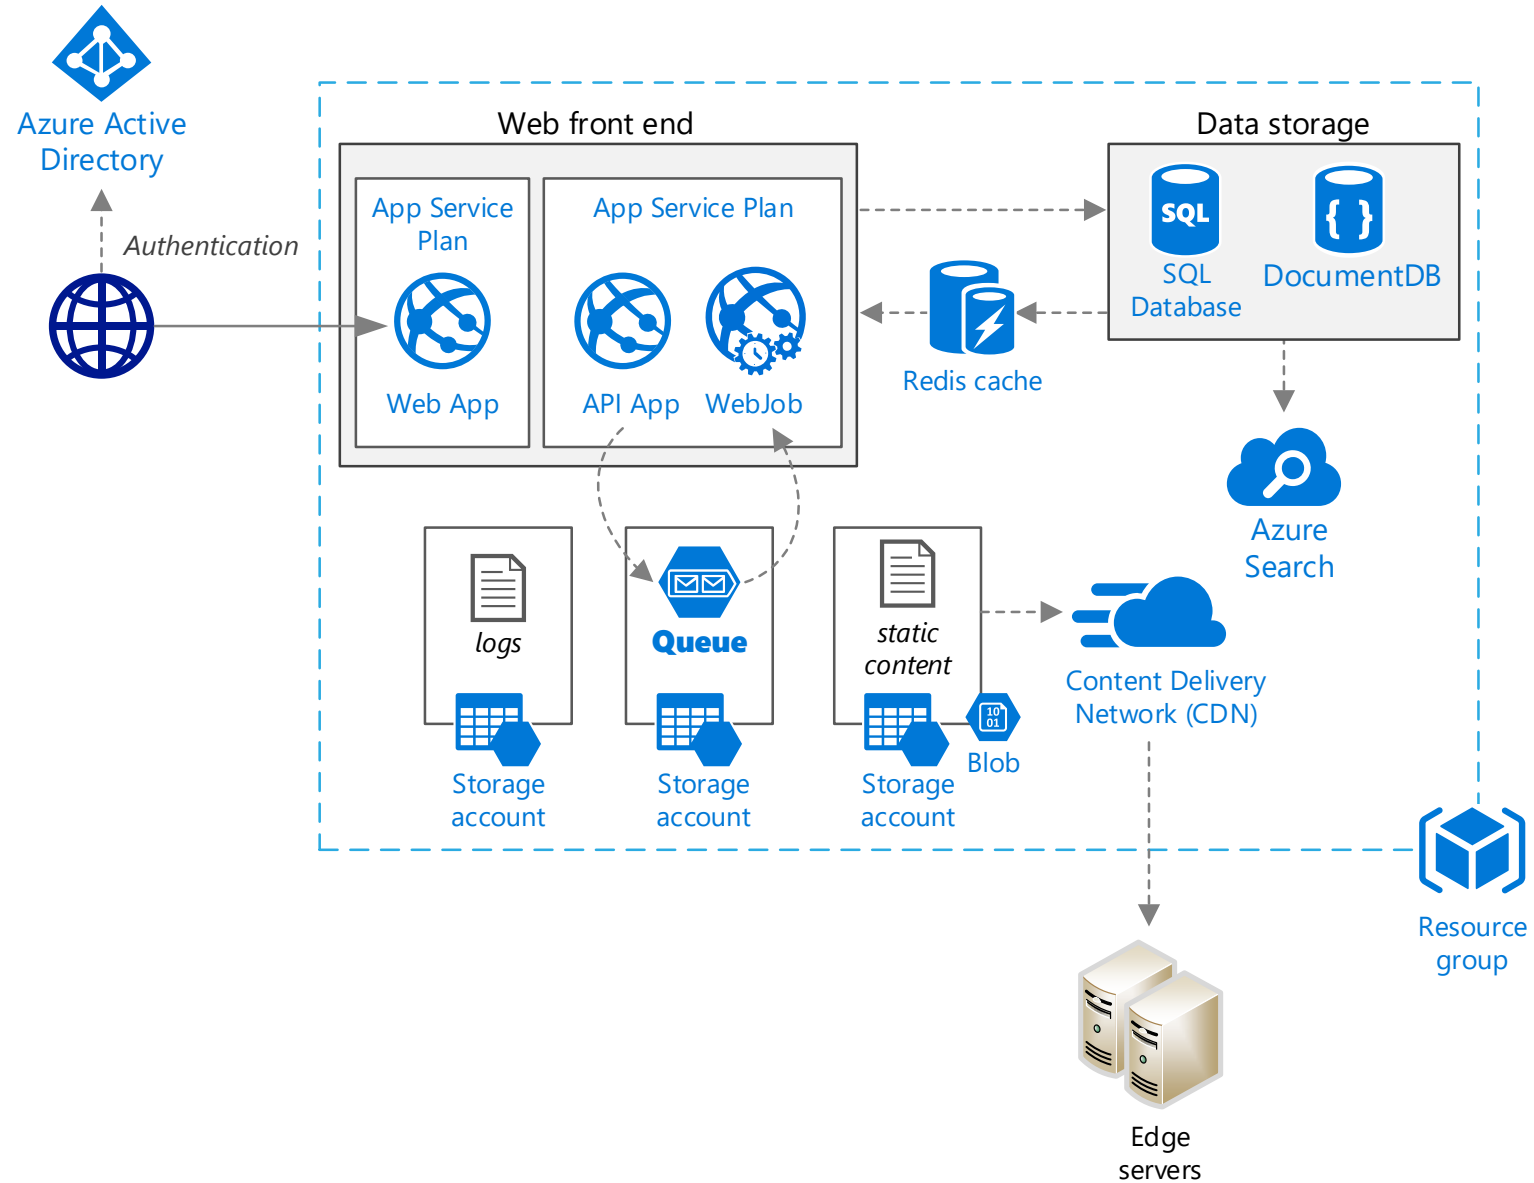 Azure Active
Directory
Authentication
Web front end
App Service
Plan
Web App
App Service Plan
API App
WebJob
Data storage
SQL
SQL
Database
{ }
DocumentDB
Redis cache
Azure
Search
logs
Storage
account
Queue
Storage
account
static
content
Storage
account
10
01
Blob
Content Delivery
Network (CDN)
Resource
group
Edge
servers